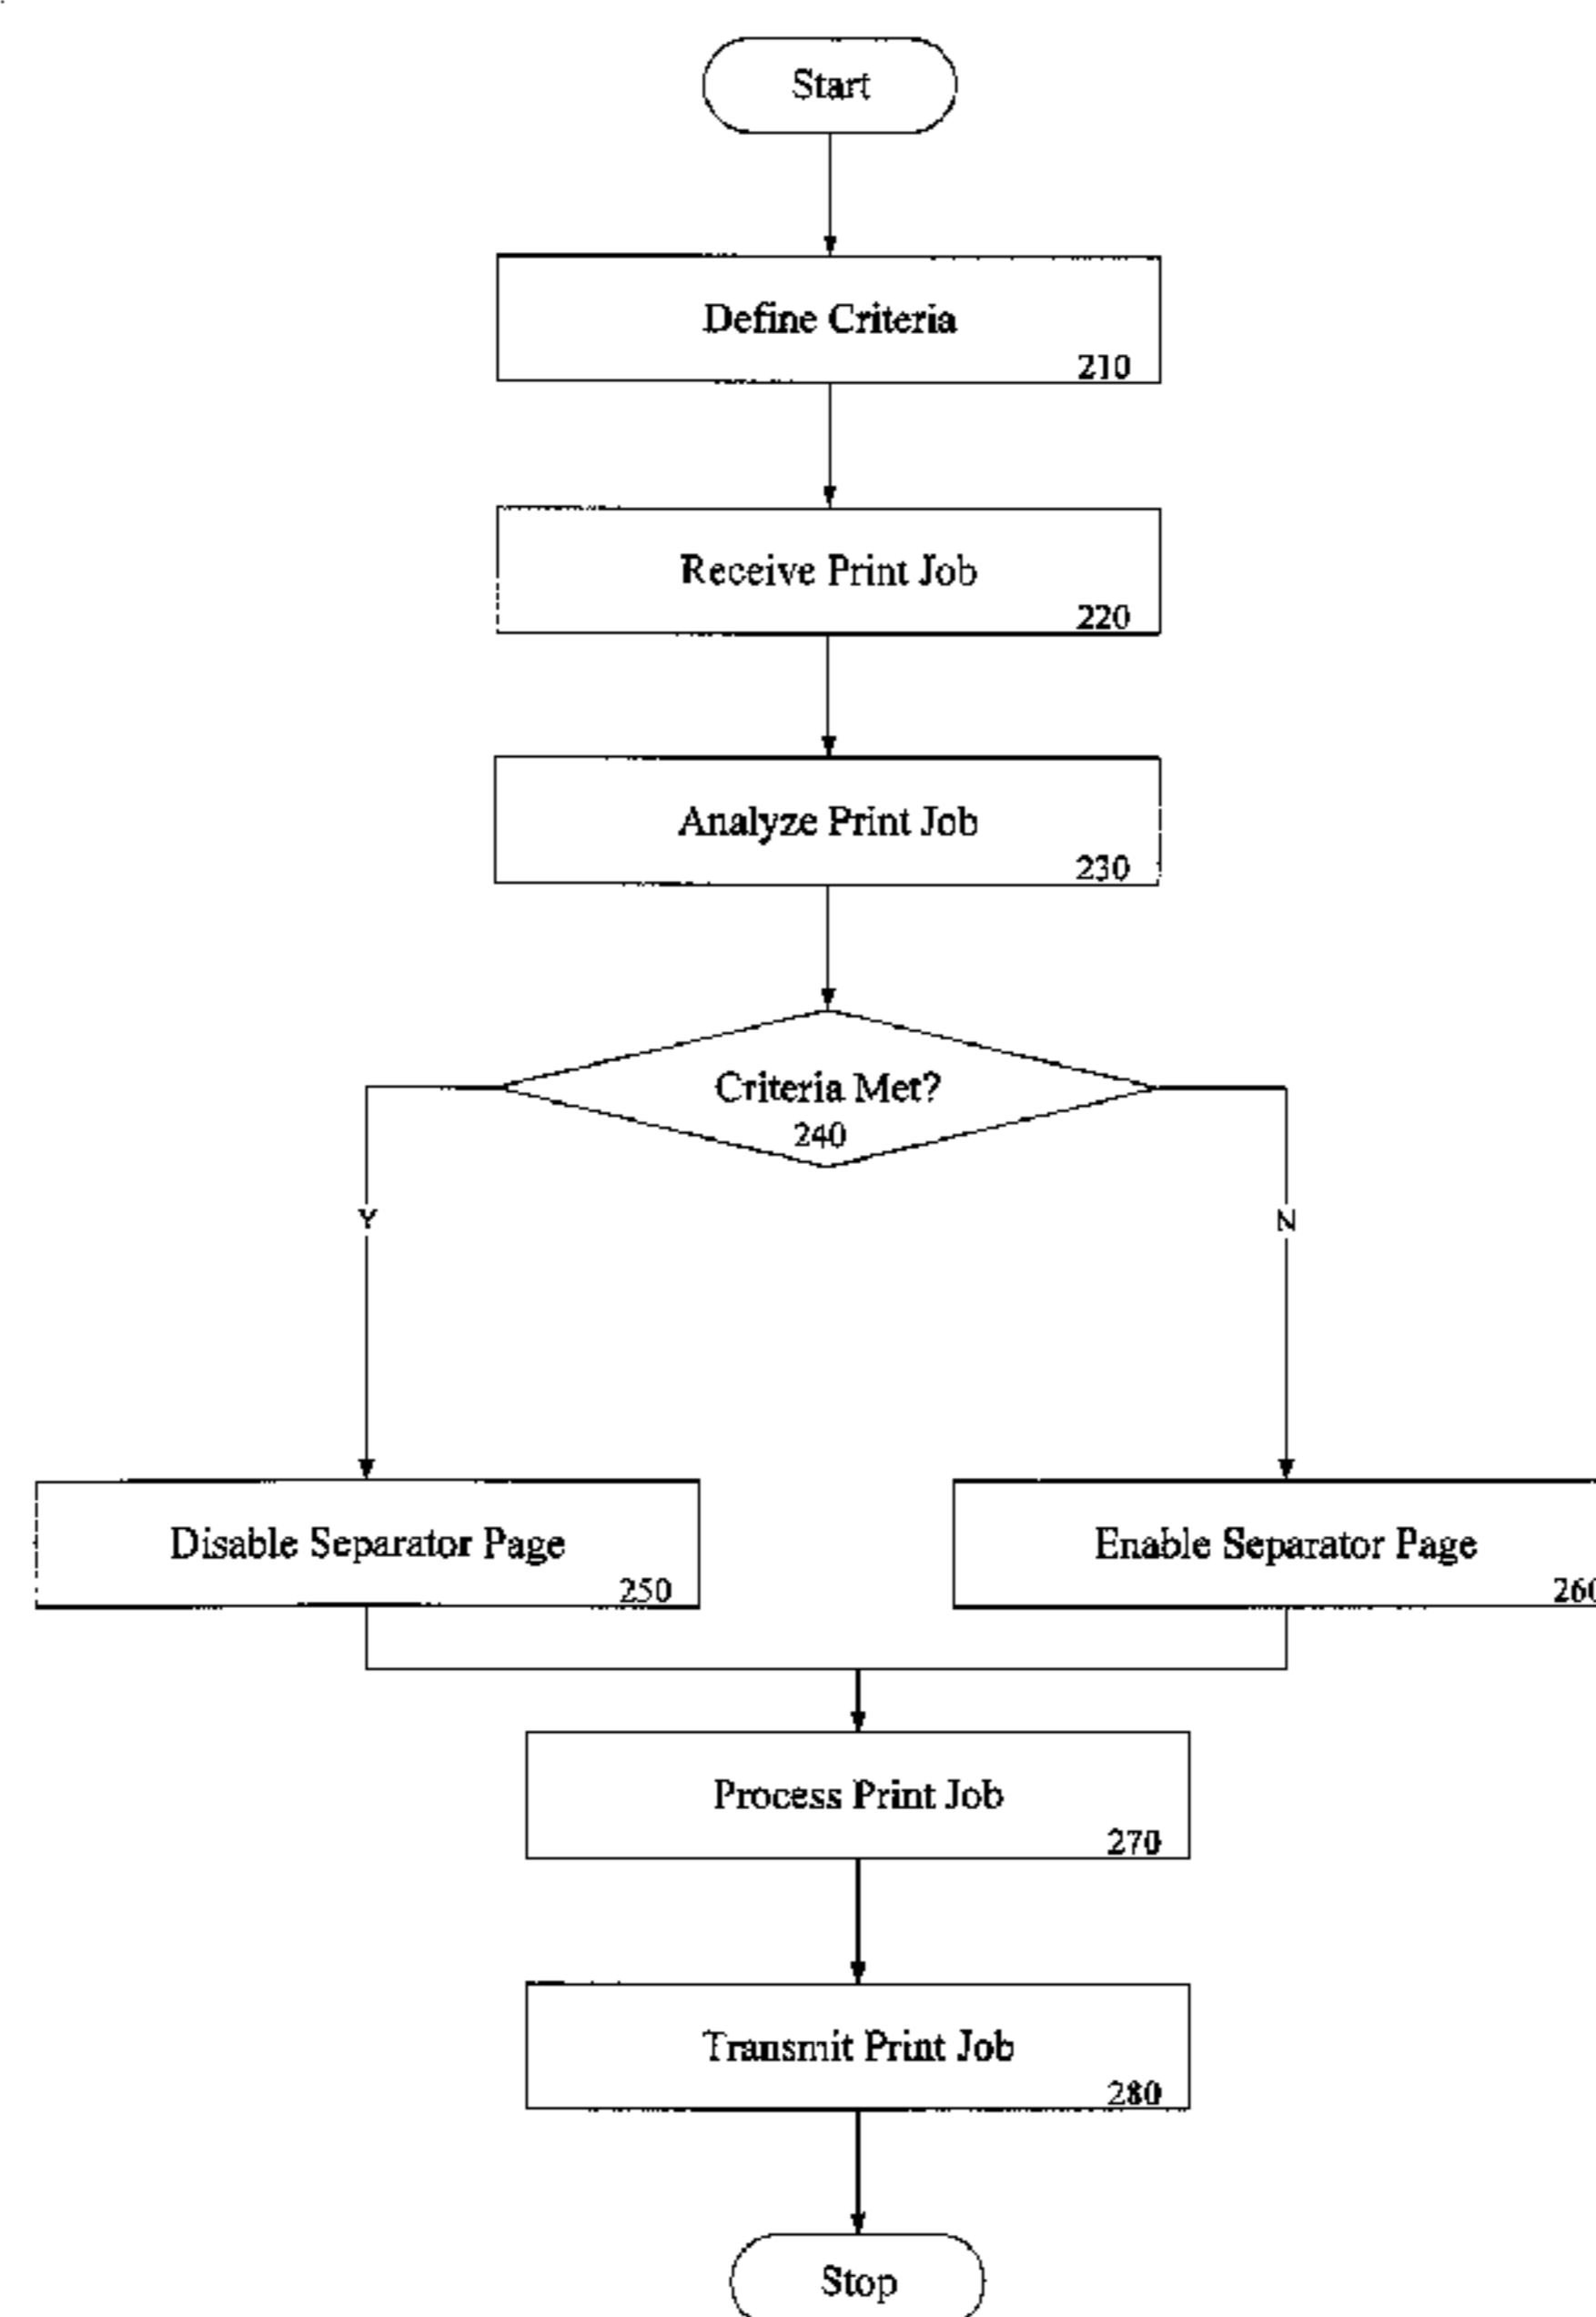 Start
Define Criteria
210
Receive Print Job
220
Analyze Print Job
230
Criteria Met?
240
Y
N
Disable Separator Page
250
Enable Separator Page
260
Process Print Job
270
Transmit Print Job
280
Stop